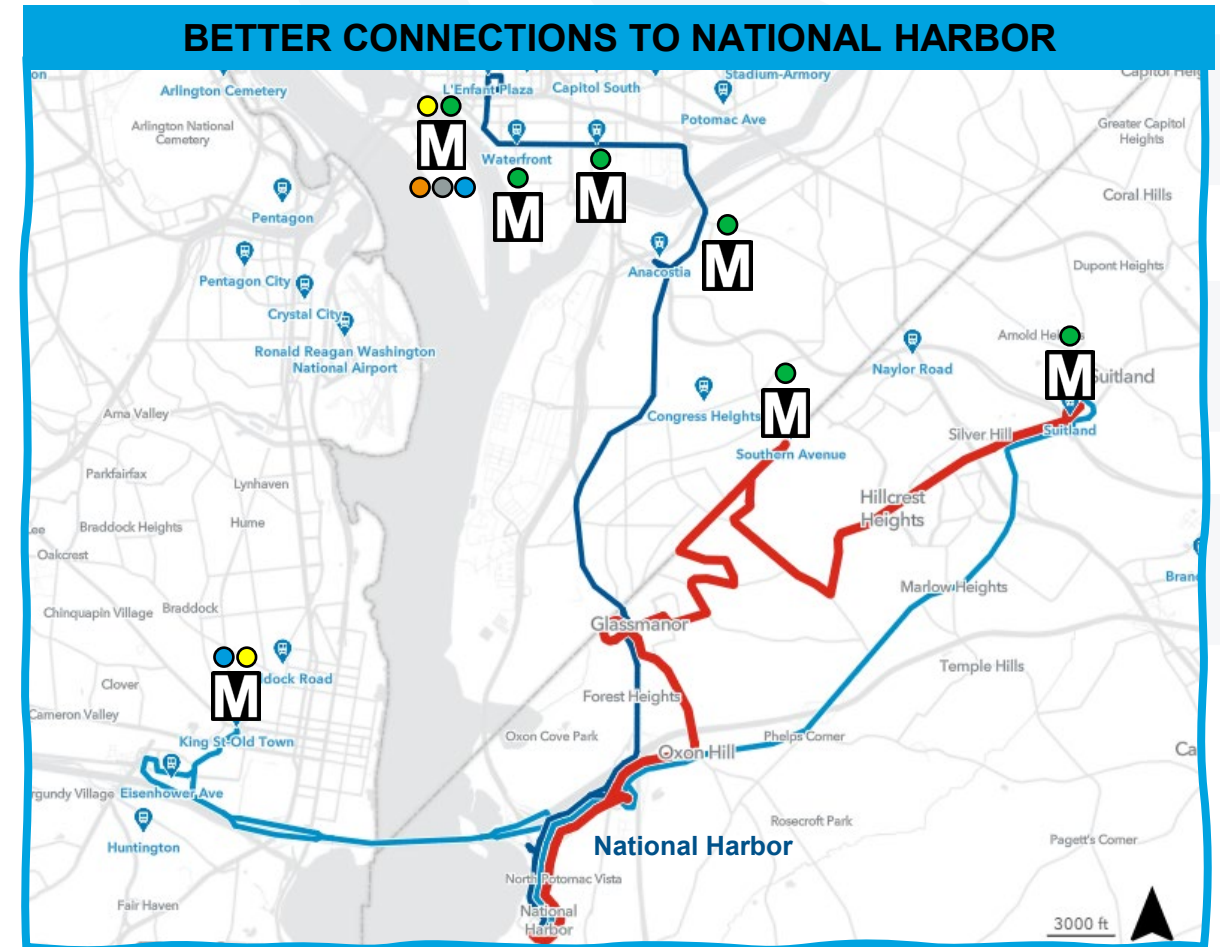 BETTER CONNECTIONS TO NATIONAL HARBOR
Stadium-Armory
Arlington Cemetery
L'Enfant Plaza
Capitol South
Potomac Ave
Arlington National
Cemetery
Greater Capitol
Heights
M
Waterfront
M
M
Coral Hills
Pentagon
M
Anacostia
Dupont Heights
Pentagon City
Crystal City
Ronald Reagan Washington
National Airport
Naylor Road
M
Suitland
Arna Valley
Congress Heights
M
Silver Hill
Suitland
Southern Avenue
Parkfairfax
Lynhaven
Hillcrest
Heights
Braddock Heights
Hume
Oakcrest
Marlow Heights
Chinquapin Village
Braddock
Glassmanor
Temple Hills
Clover
M
dock Road
Forest Heights
Cameron Valley
King St-Old Town
Oxon Cove Park
Oxon Hill
Phelps Corner
Eisenhower Ave
rgundy Village
Huntington
National Harbor
Rosecroft Park
Pagett's Corner
North Potomac Vista
Fair Haven
National
Harbor
3000 ft